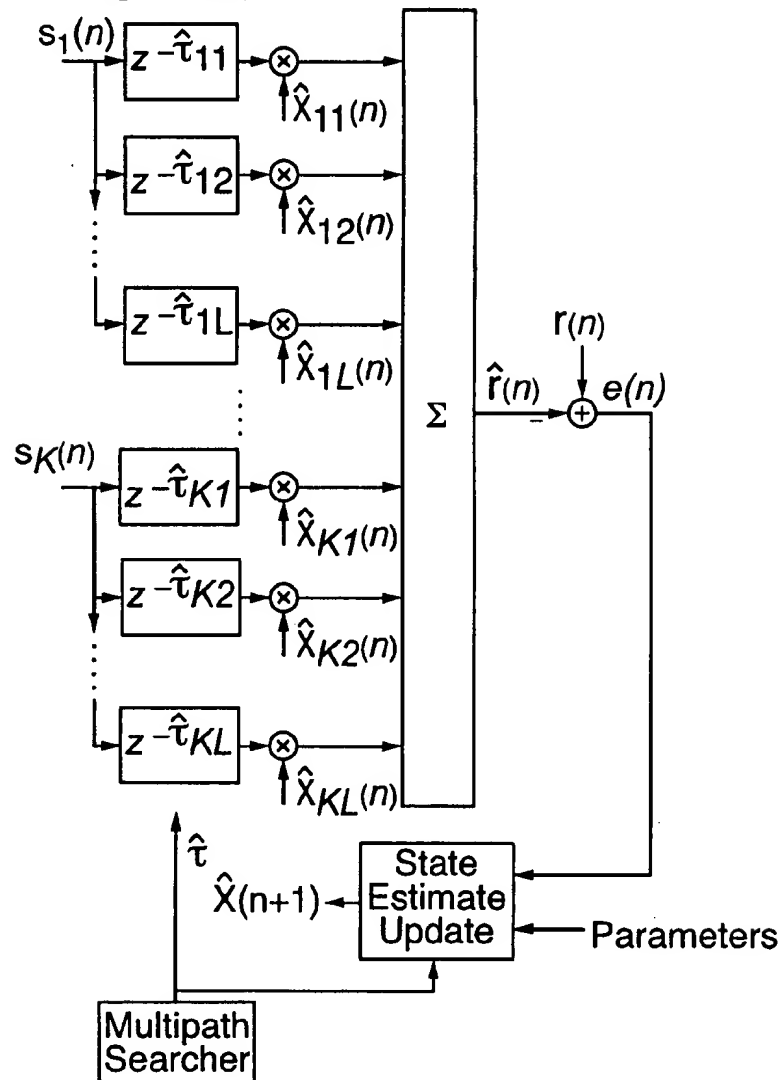 s₁(n)
z -τ̂11
x̂11(n)
z -τ̂12
x̂12(n)
z -τ̂1L
x̂1L(n)
r(n)
r̂(n)
–
+
e(n)
Σ
sK(n)
z -τ̂K1
x̂K1(n)
z -τ̂K2
x̂K2(n)
z -τ̂KL
x̂KL(n)
τ̂
State
Estimate
Update
X̂(n+1)
Parameters
Multipath
Searcher